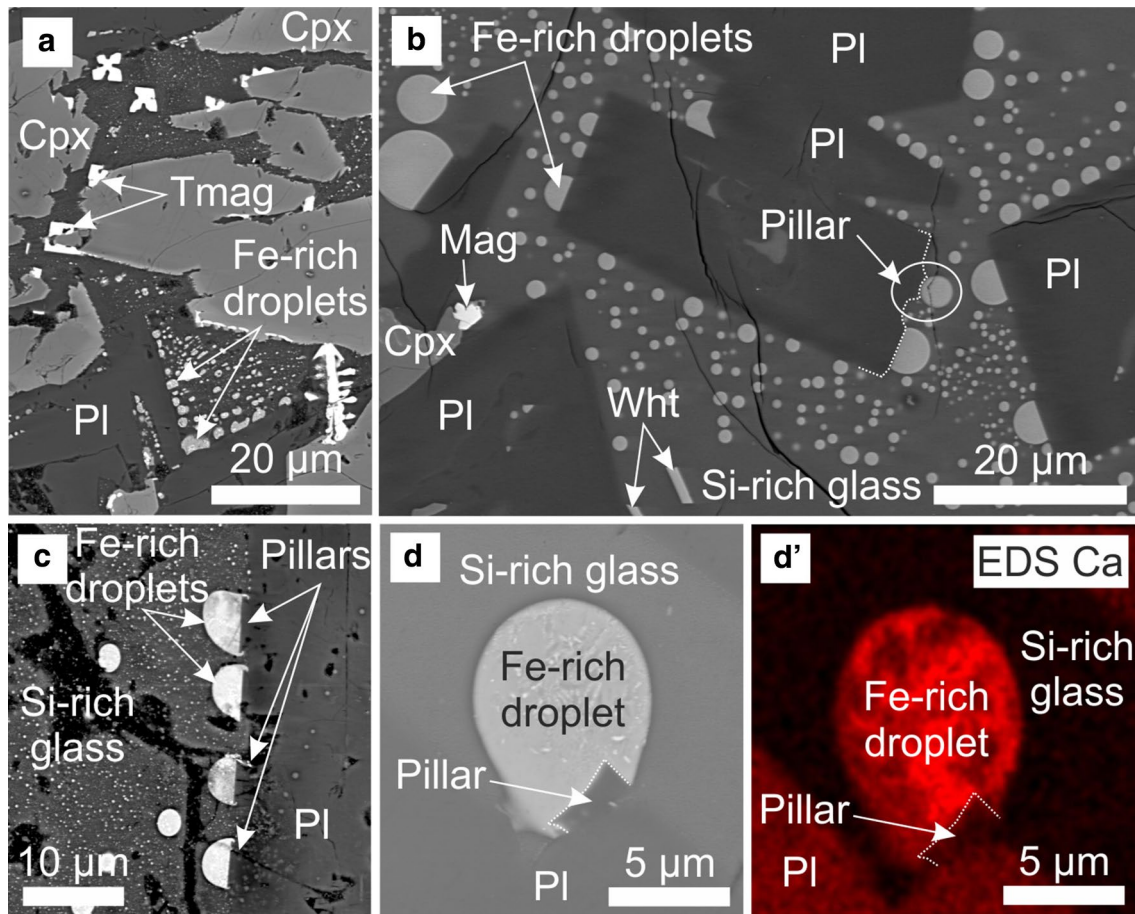 a
Cpx
Cpx
Tmag
Fe-rich
droplets
Pl
20 µm
b
Fe-rich droplets
Pl
Pl
Pillar
Mag
Pl
Cpx
Pl
Wht
Si-rich glass
20 µm
c
Fe-rich
droplets
Pillars
Si-rich
glass
Pl
10 µm
d
Si-rich glass
Fe-rich
droplet
Pillar
Pl
5 µm
d’
EDS Ca
Si-rich
glass
Fe-rich
droplet
Pillar
Pl
5 µm